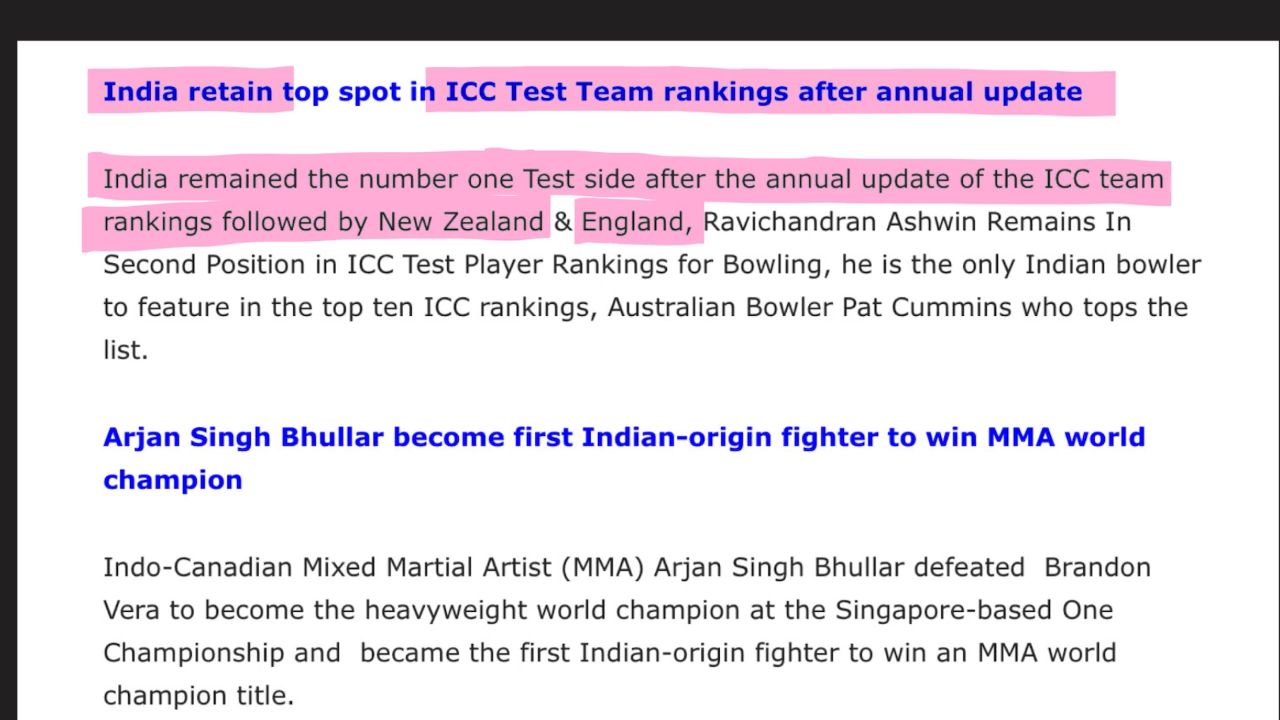 India retain top spot in ICC Test Team rankings after annual update
India remained the number one Test side after the annual update of the ICC team
rankings followed by New Zealand & England, Ravichandran Ashwin Remains In
Second Position in ICC Test Player Rankings for Bowling, he is the only Indian bowler
to feature in the top ten ICC rankings, Australian Bowler Pat Cummins who tops the
list.
Arjan Singh Bhullar become first Indian-origin fighter to win MMA world
champion
Indo-Canadian Mixed Martial Artist (MMA) Arjan Singh Bhullar defeated  Brandon
Vera to become the heavyweight world champion at the Singapore-based One
Championship and  became the first Indian-origin fighter to win an MMA world
champion title.